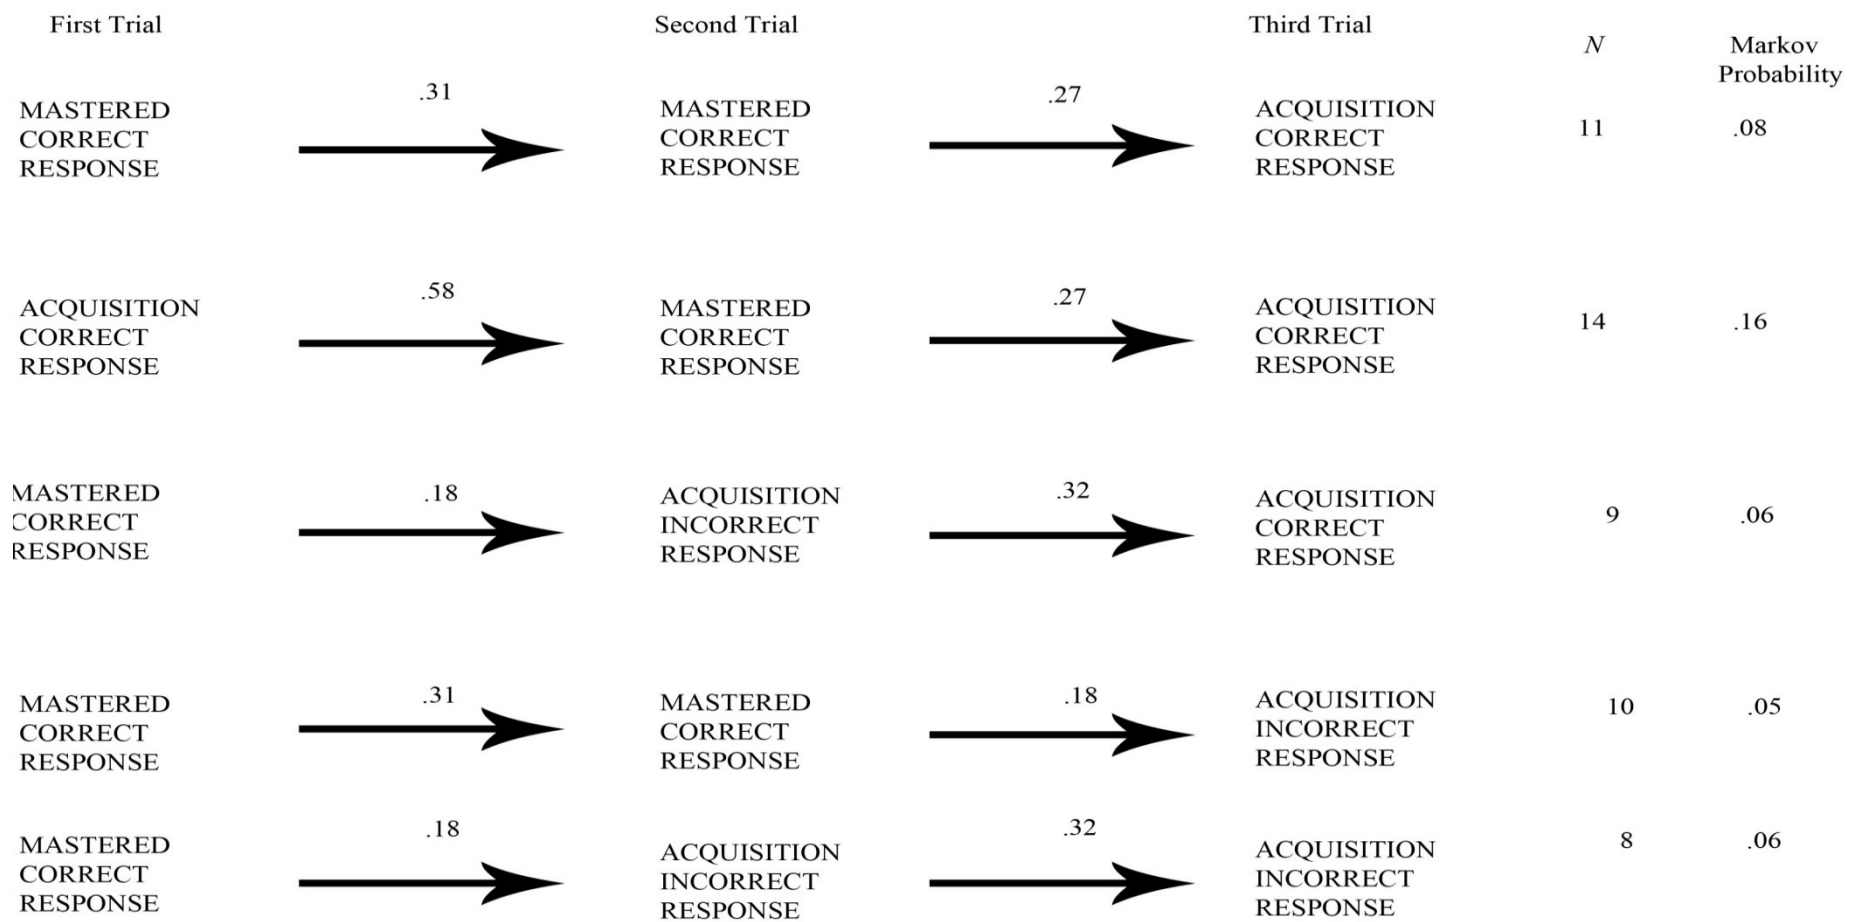 First Trial
Second Trial
Third Trial
N
Markov
Probability
MASTERED
CORRECT
RESPONSE
.31
MASTERED
CORRECT
RESPONSE
.27
ACQUISITION
CORRECT
RESPONSE
11
.08
ACQUISITION
CORRECT
RESPONSE
.58
MASTERED
CORRECT
RESPONSE
.27
ACQUISITION
CORRECT
RESPONSE
14
.16
MASTERED
CORRECT
RESPONSE
.18
ACQUISITION
INCORRECT
RESPONSE
.32
ACQUISITION
CORRECT
RESPONSE
9
.06
MASTERED
CORRECT
RESPONSE
.31
MASTERED
CORRECT
RESPONSE
.18
ACQUISITION
INCORRECT
RESPONSE
10
.05
MASTERED
CORRECT
RESPONSE
.18
ACQUISITION
INCORRECT
RESPONSE
.32
ACQUISITION
INCORRECT
RESPONSE
8
.06